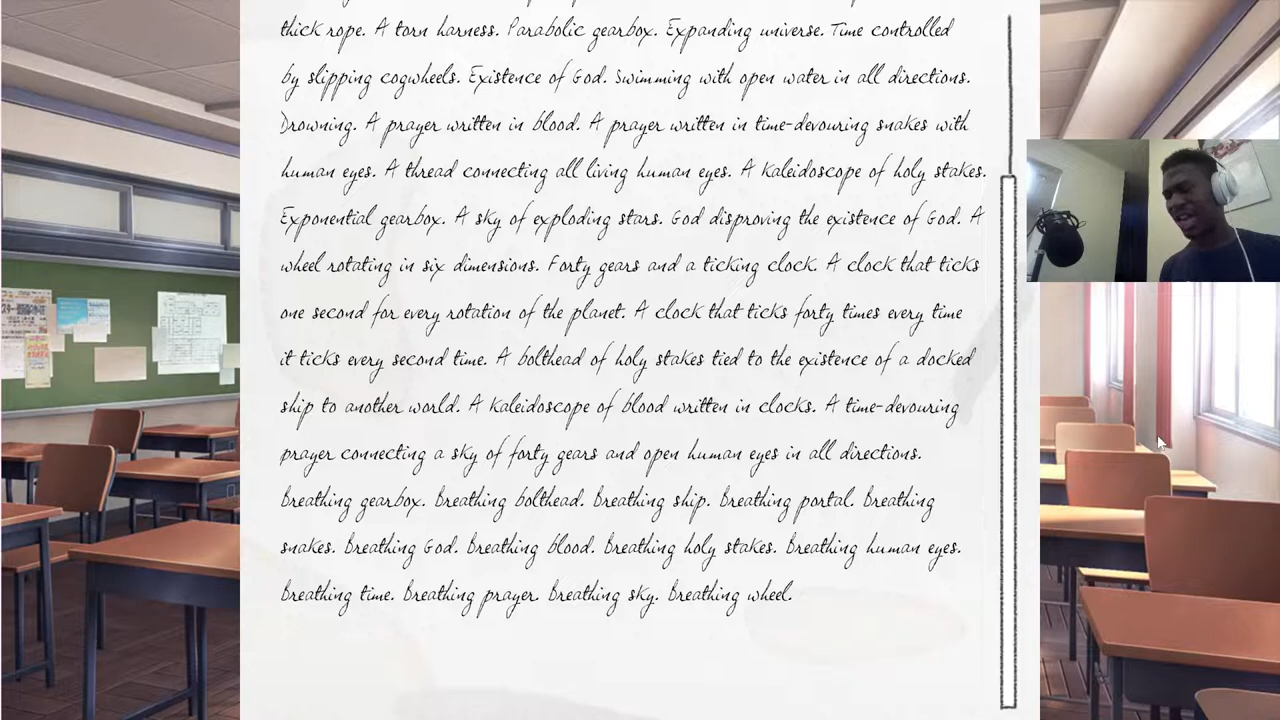 thick rope. A torn harness. Parabolic gearbox. Expanding universe. Time controlled
by slipping cogwheels. Existence of God. Swimming with open water in all directions.
Drowning. A prayer written in blood. A prayer written in time-devouring snakes with
human eyes. A thread connecting all living human eyes. A kaleidoscope of holy stakes.
Exponential gearbox. A sky of exploding stars. God disproving the existence of God. A
wheel rotating in six dimensions. Forty gears and a ticking clock. A clock that ticks
one second for every rotation of the planet. A clock that ticks forty times every time
it ticks every second time. A bolthead of holy stakes tied to the existence of a docked
ship to another world. A kaleidoscope of blood written in clocks. A time-devouring
prayer connecting a sky of forty gears and open human eyes in all directions.
Breathing gearbox. Breathing bolthead. Breathing ship. Breathing portal. Breathing
snakes. Breathing God. Breathing blood. Breathing holy stakes. Breathing human eyes.
Breathing time. Breathing prayer. Breathing sky. Breathing wheel.